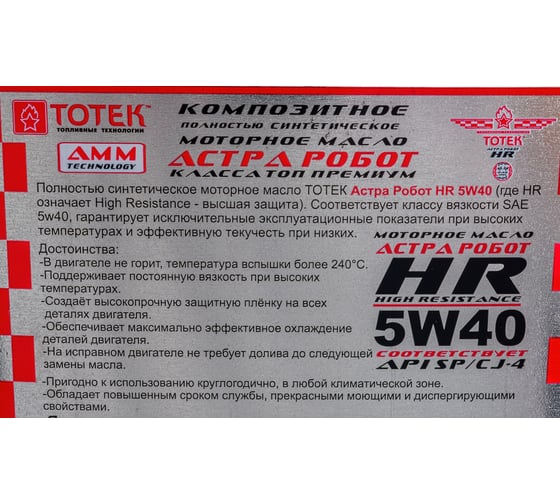 ТОТЕК™
ТОПЛИВНЫЕ ТЕХНОЛОГИИ
AMM
TECHNOLOGY
КОМПОЗИТНОЕ
ПОЛНОСТЬЮ СИНТЕТИЧЕСКОЕ
МОТОРНОЕ МАСЛО
АСТРА РОБОТ
КЛАССА ТОП ПРЕМИУМ
ТОТЕК
АСТРА РОБОТ
HR
Полностью синтетическое моторное масло ТОТЕК Астра Робот HR 5W40 (где HR
означает High Resistance - высшая защита). Соответствует классу вязкости SAE
5w40, гарантирует исключительные эксплуатационные показатели при высоких
температурах и эффективную текучесть при низких.
Достоинства:
-В двигателе не горит, температура вспышки более 240°С.
-Поддерживает постоянную вязкость при высоких
температурах.
-Создаёт высокопрочную защитную плёнку на всех
деталях двигателя.
-Обеспечивает максимально эффективное охлаждение
деталей двигателя.
-На исправном двигателе не требует долива до следующей
замены масла.
-Пригодно к использованию круглогодично, в любой климатической зоне.
-Обладает повышенным сроком службы, прекрасными моющими и диспергирующими
свойствами.
МОТОРНОЕ МАСЛО
АСТРА РОБОТ
HR
HIGH RESISTANCE
5W40
СООТВЕТСТВУЕТ
API SP/CJ-4